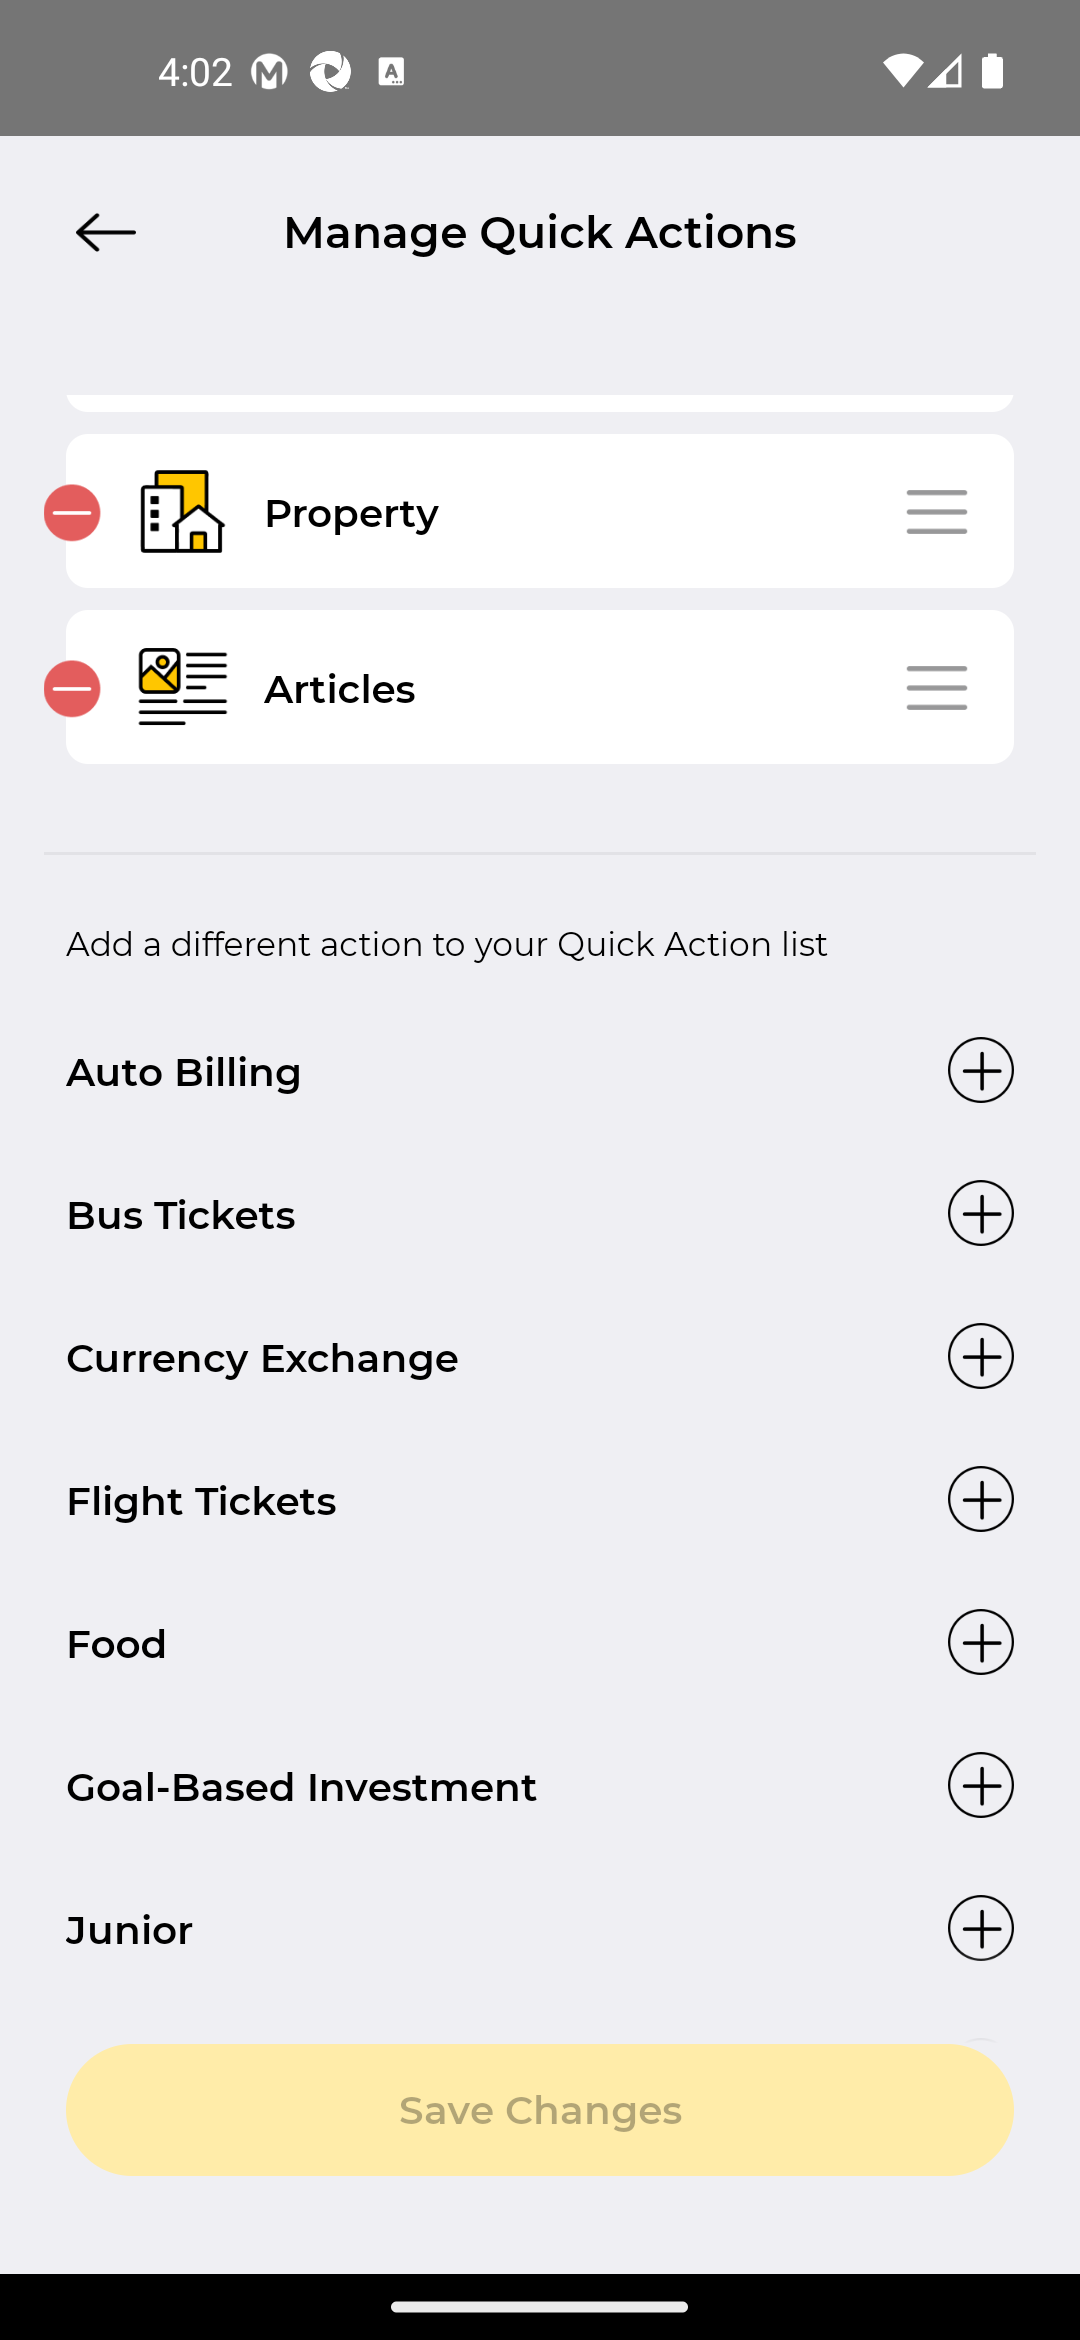 4:02
Manage Quick Actions
Property
Articles
Add a different action to your Quick Action list
Auto Billing
Bus Tickets
Currency Exchange
Flight Tickets
Food
Goal-Based Investment
Junior
Save Changes